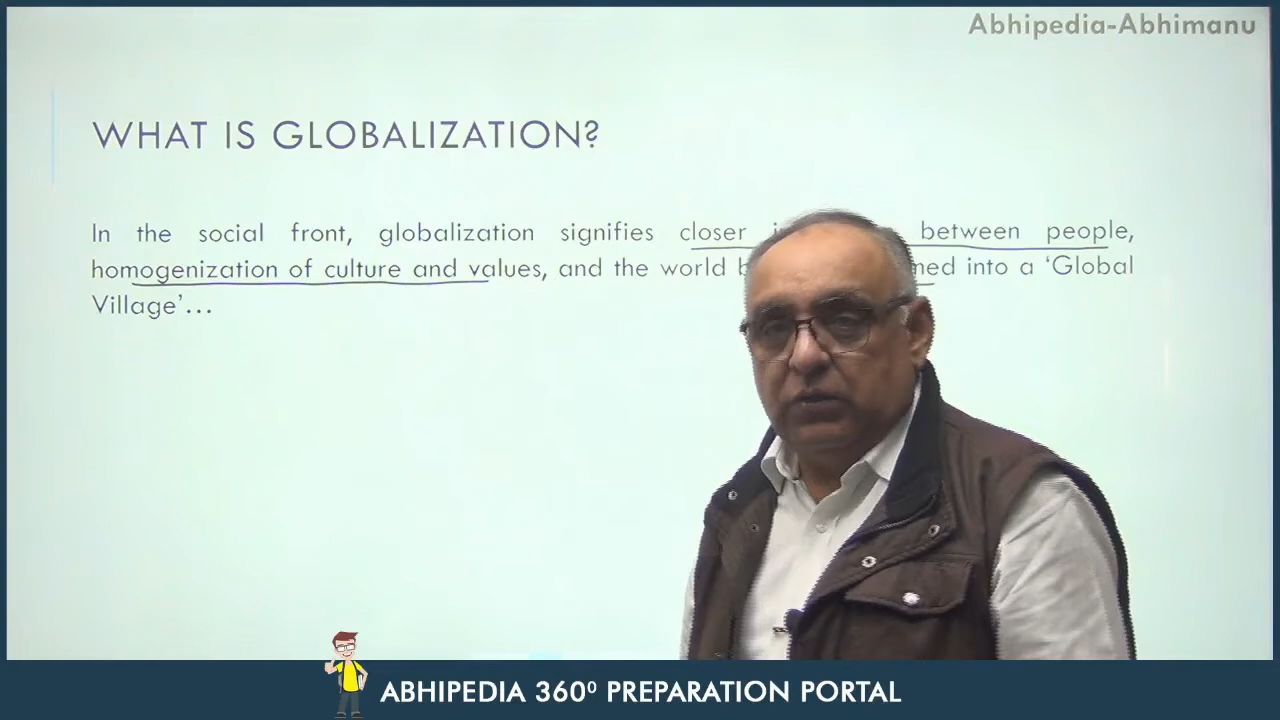 Abhipedia-Abhimanu
WHAT IS GLOBALIZATION?
In the social front, globalization signifies closer between people,
homogenization of culture and values, and the world into a ‘Global
Village’...
ABHIPEDIA 360⁰ PREPARATION PORTAL